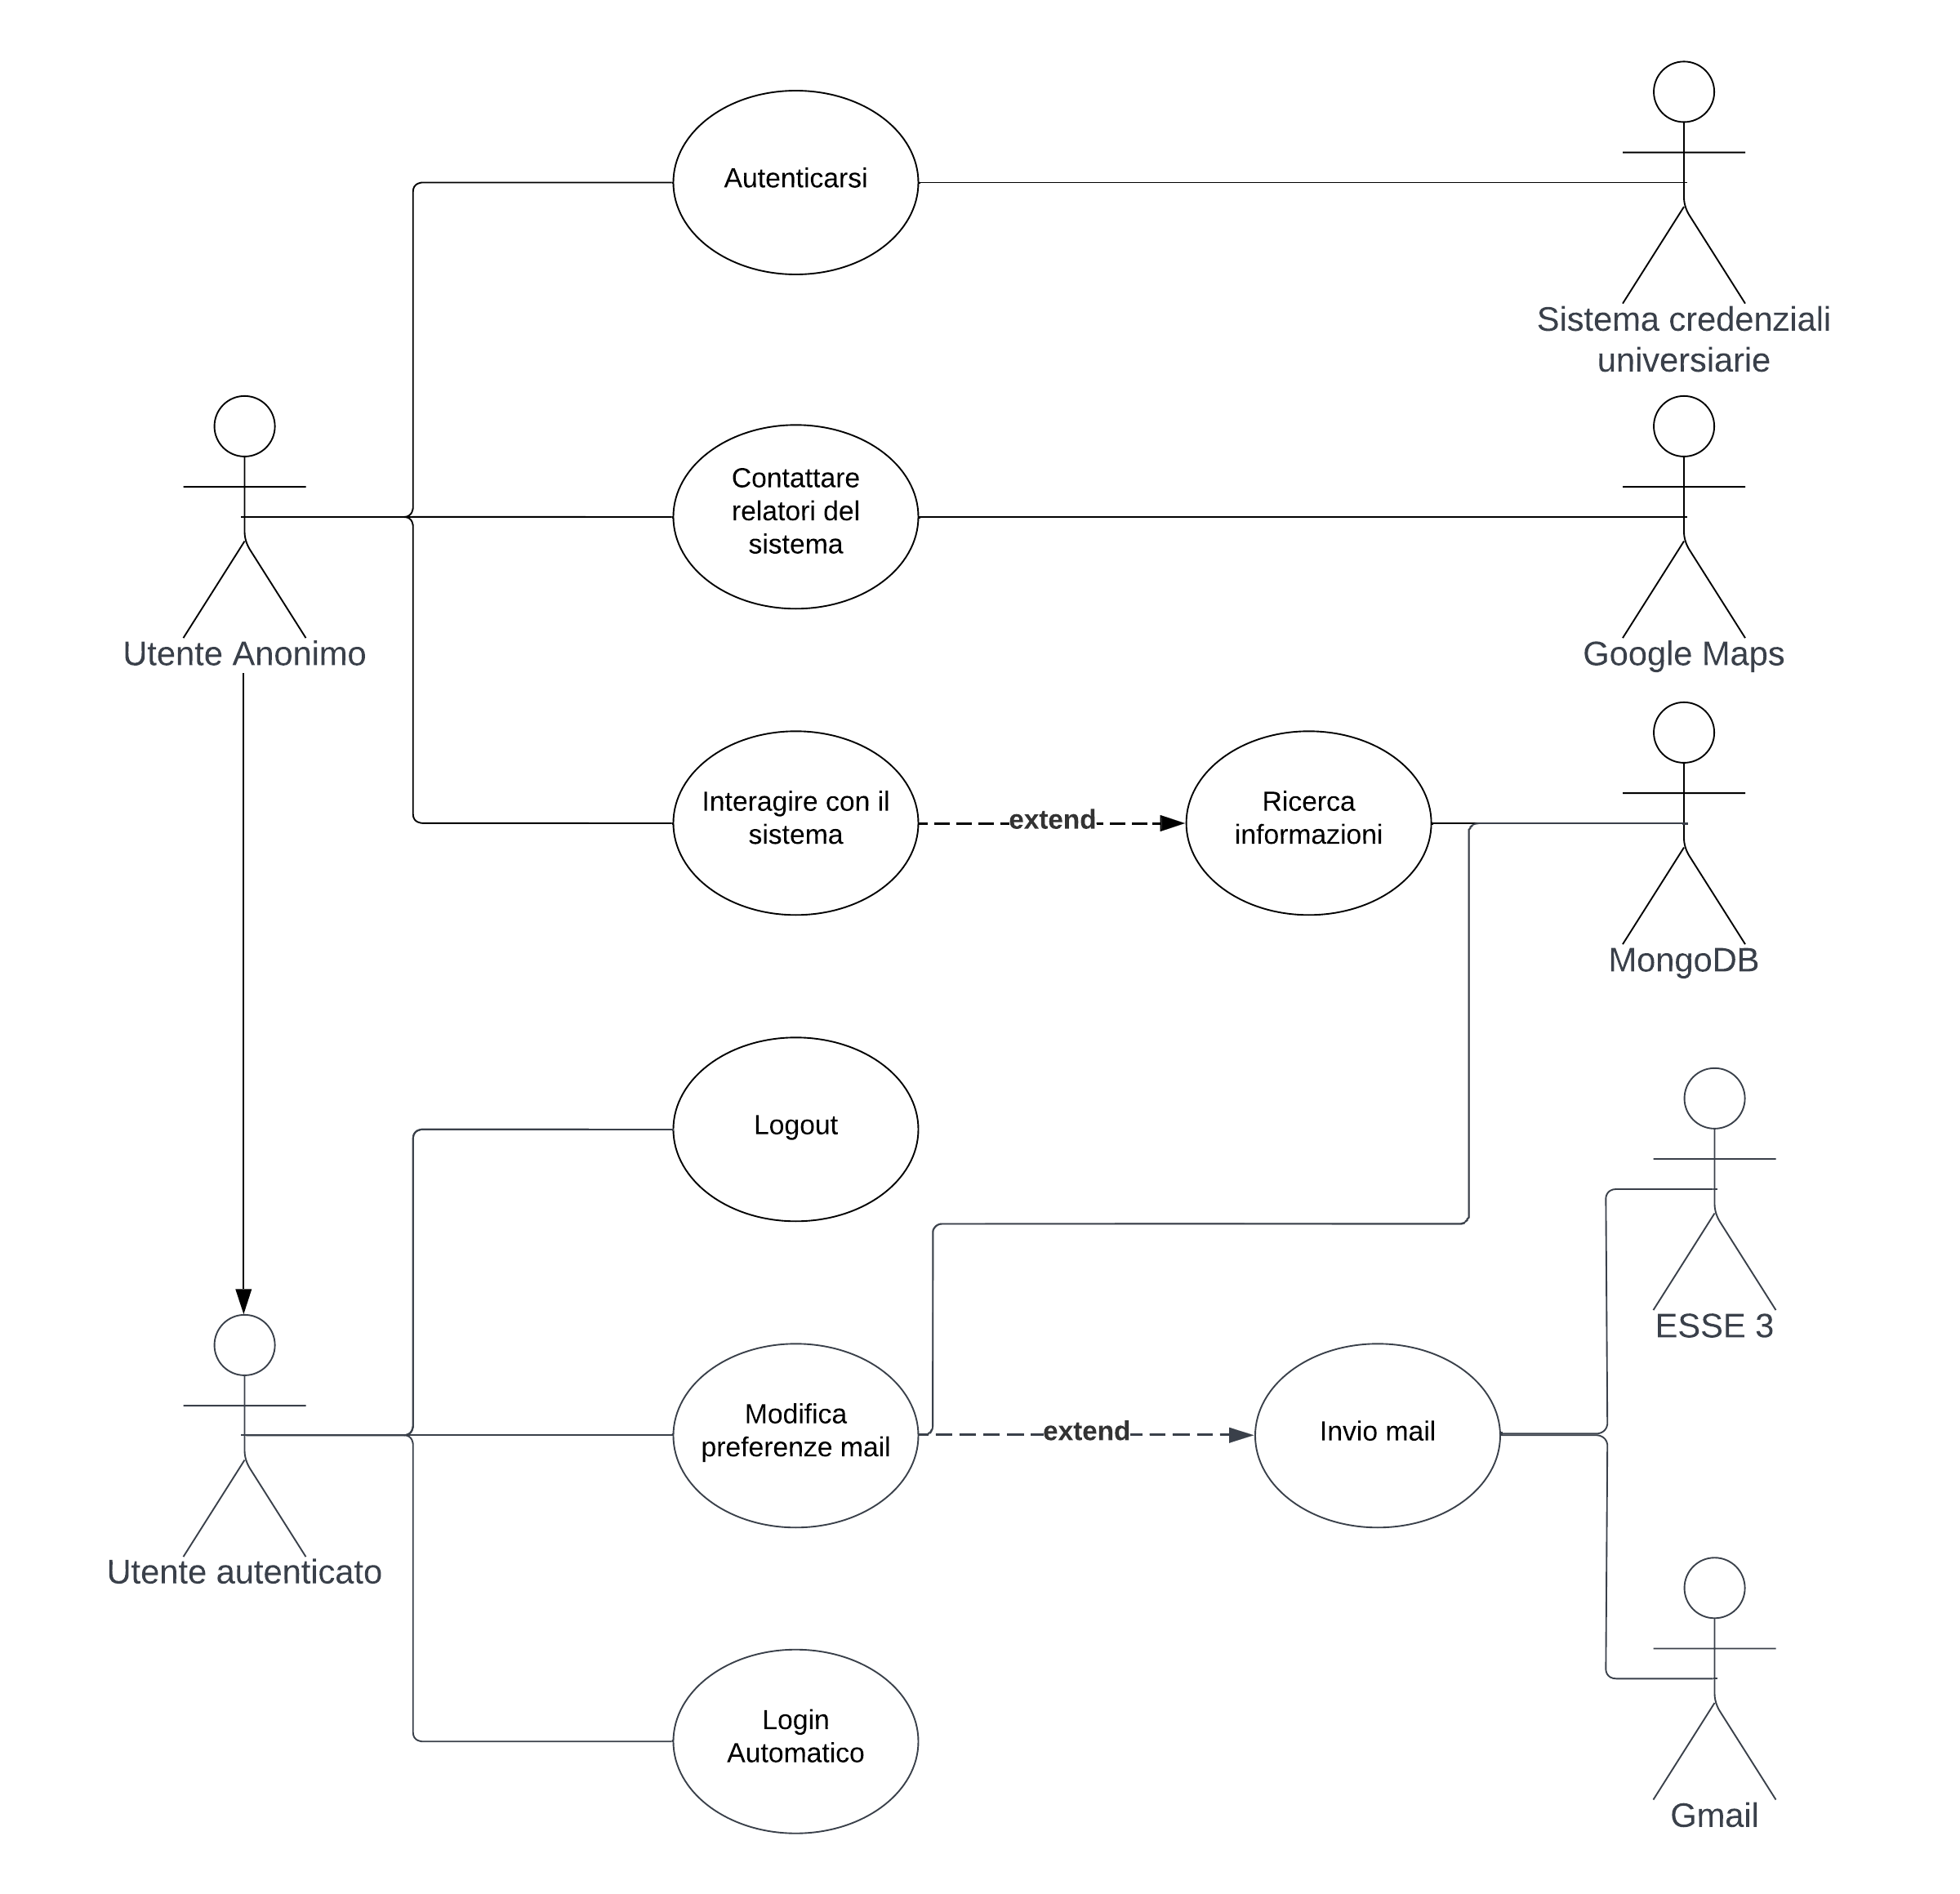 Autenticarsi
Sistema credenziali
universiarie
Contattare
relatori del
sistema
Utente Anonimo
Google Maps
Interagire con il
sistema
extend
Ricerca
informazioni
MongoDB
Logout
ESSE 3
Modifica
preferenze mail
extend
Invio mail
Utente autenticato
Login
Automatico
Gmail